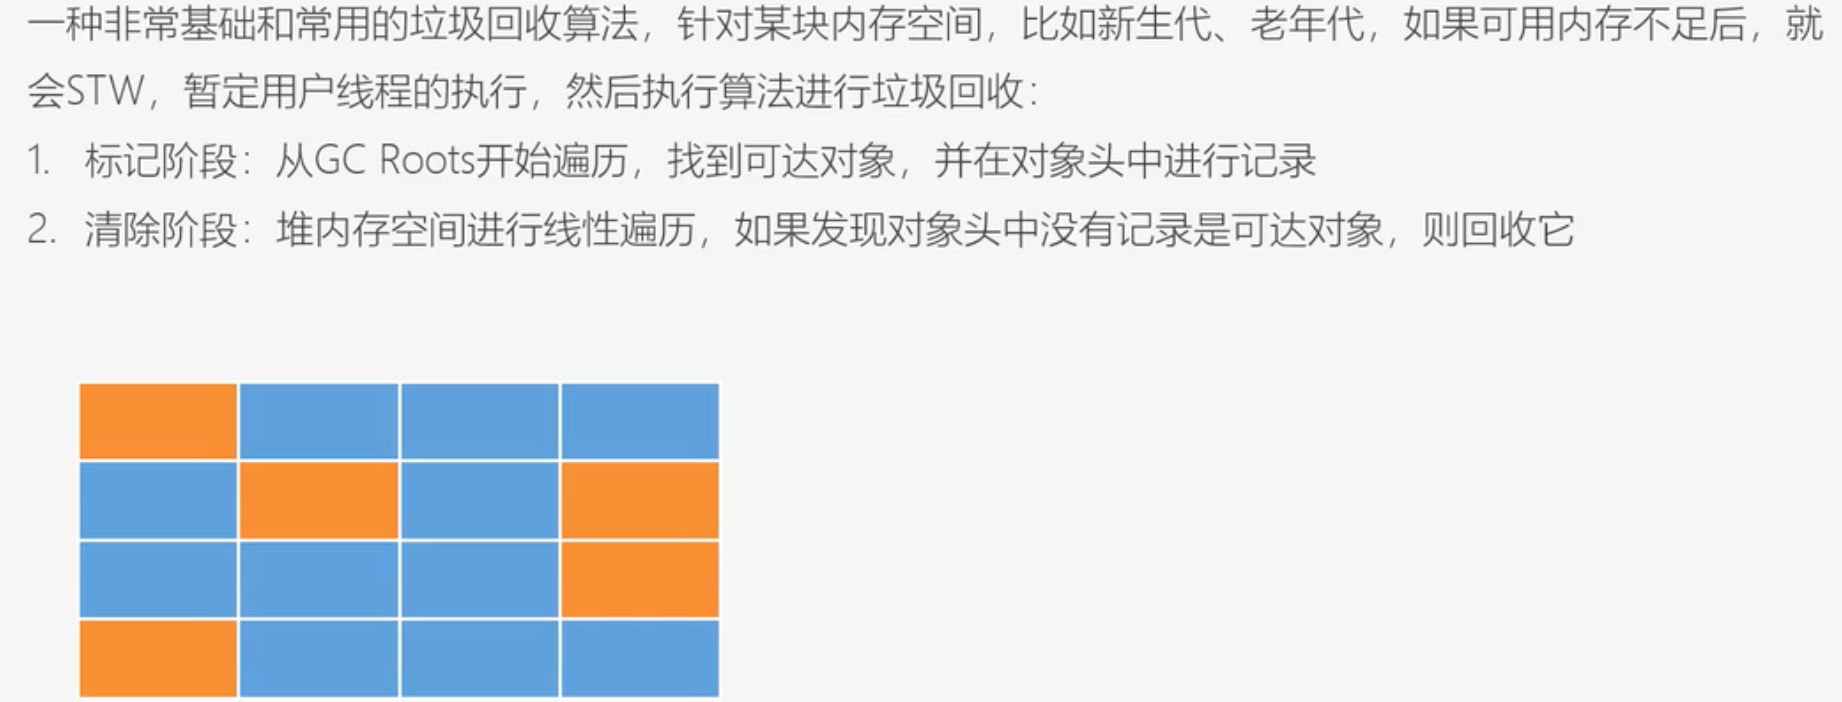 一种非常基础和常用的垃圾回收算法，针对某块内存空间，比如新生代、老年代，如果可用内存不足后，就
会STW，暂定用户线程的执行，然后执行算法进行垃圾回收：
1. 标记阶段：从GC Roots开始遍历，找到可达对象，并在对象头中进行记录
2. 清除阶段：堆内存空间进行线性遍历，如果发现对象头中没有记录是可达对象，则回收它